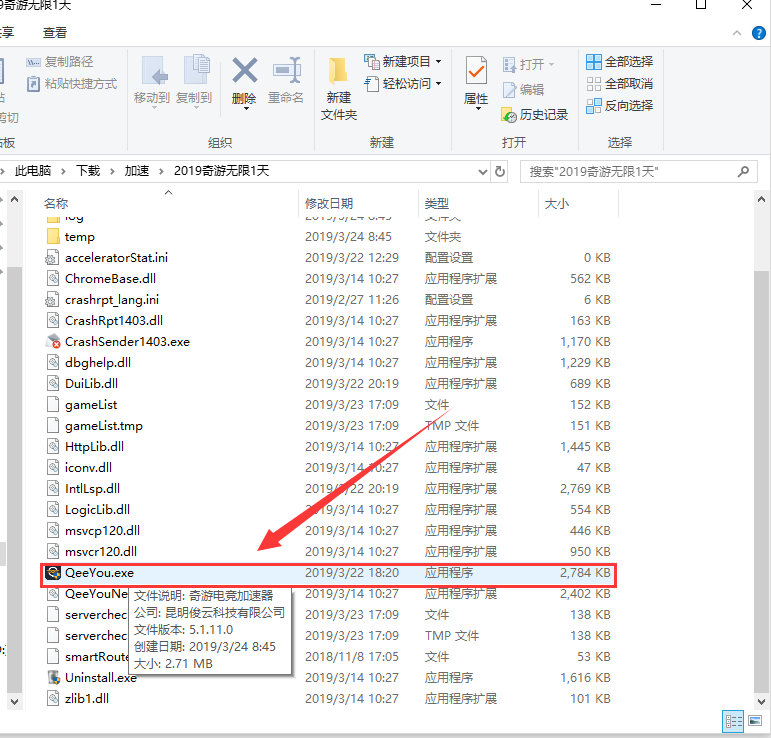 2019奇游无限1天
享 查看
复制路径
粘贴快捷方式
剪切
移动到 复制到 删除 重命名
新建
文件夹
新建项目
轻松访问
属性
打开
编辑
历史记录
全部选择
全部取消
反向选择
组织 新建 打开 选择
此电脑 > 下载 > 加速 > 2019奇游无限1天
搜索"2019奇游无限1天"
名称 修改日期 类型 大小
log 2019/3/24 8:45 文件夹
temp 2019/3/24 8:45 文件夹
acceleratorStat.ini 2019/3/22 12:29 配置设置 0 KB
ChromeBase.dll 2019/3/14 10:27 应用程序扩展 562 KB
crashrpt_lang.ini 2019/2/27 11:26 配置设置 6 KB
CrashRpt1403.dll 2019/3/14 10:27 应用程序扩展 163 KB
CrashSender1403.exe 2019/3/14 10:27 应用程序 1,170 KB
dbghelp.dll 2019/3/14 10:27 应用程序扩展 1,229 KB
DuiLib.dll 2019/3/22 20:19 应用程序扩展 689 KB
gameList 2019/3/23 17:09 文件 152 KB
gameList.tmp 2019/3/23 17:09 TMP 文件 151 KB
HttpLib.dll 2019/3/14 10:27 应用程序扩展 1,445 KB
iconv.dll 2019/3/14 10:27 应用程序扩展 47 KB
IntlLsp.dll 2019/3/22 20:19 应用程序扩展 2,769 KB
LogicLib.dll 2019/3/14 10:27 应用程序扩展 554 KB
msvcp120.dll 2019/3/14 10:27 应用程序扩展 446 KB
msvcr120.dll 2019/3/14 10:27 应用程序扩展 950 KB
QeeYou.exe 2019/3/22 18:20 应用程序 2,784 KB
QeeYouNe 2019/3/14 10:27 应用程序扩展 2,402 KB
serverchec 2019/3/23 17:09 文件 138 KB
serverchec 2019/3/23 17:09 TMP 文件 138 KB
smartRoute 2018/11/8 17:05 文件 53 KB
Uninstall.exe 2019/3/14 10:27 应用程序 1,616 KB
zlib1.dll 2019/3/14 10:27 应用程序扩展 101 KB
文件说明: 奇游电竞加速器
公司: 昆明俊云科技有限公司
文件版本: 5.1.11.0
创建日期: 2019/3/24 8:45
大小: 2.71 MB